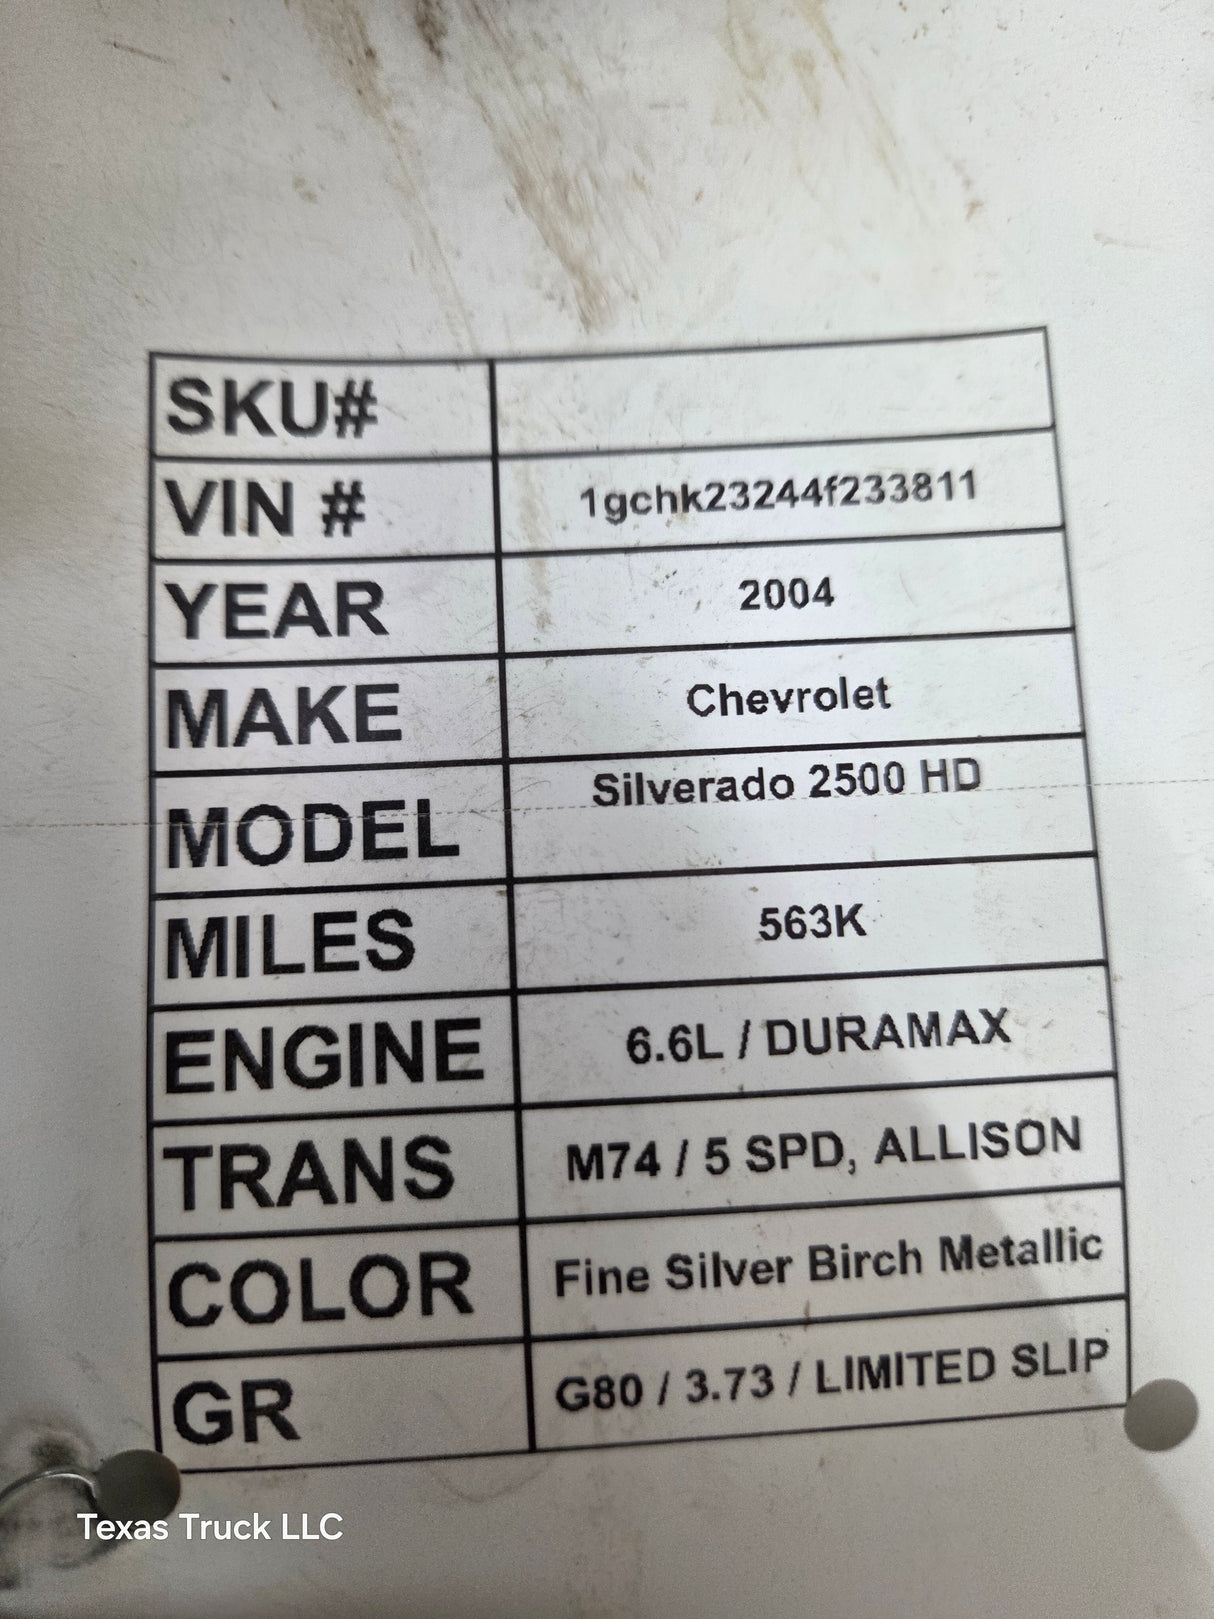 SKU#
VIN # 1gchk23244f233811
YEAR 2004
MAKE Chevrolet
MODEL Silverado 2500 HD
MILES 563K
ENGINE 6.6L / DURAMAX
TRANS M74 / 5 SPD, ALLISON
COLOR Fine Silver Birch Metallic
GR G80 / 3.73 / LIMITED SLIP
Texas Truck LLC